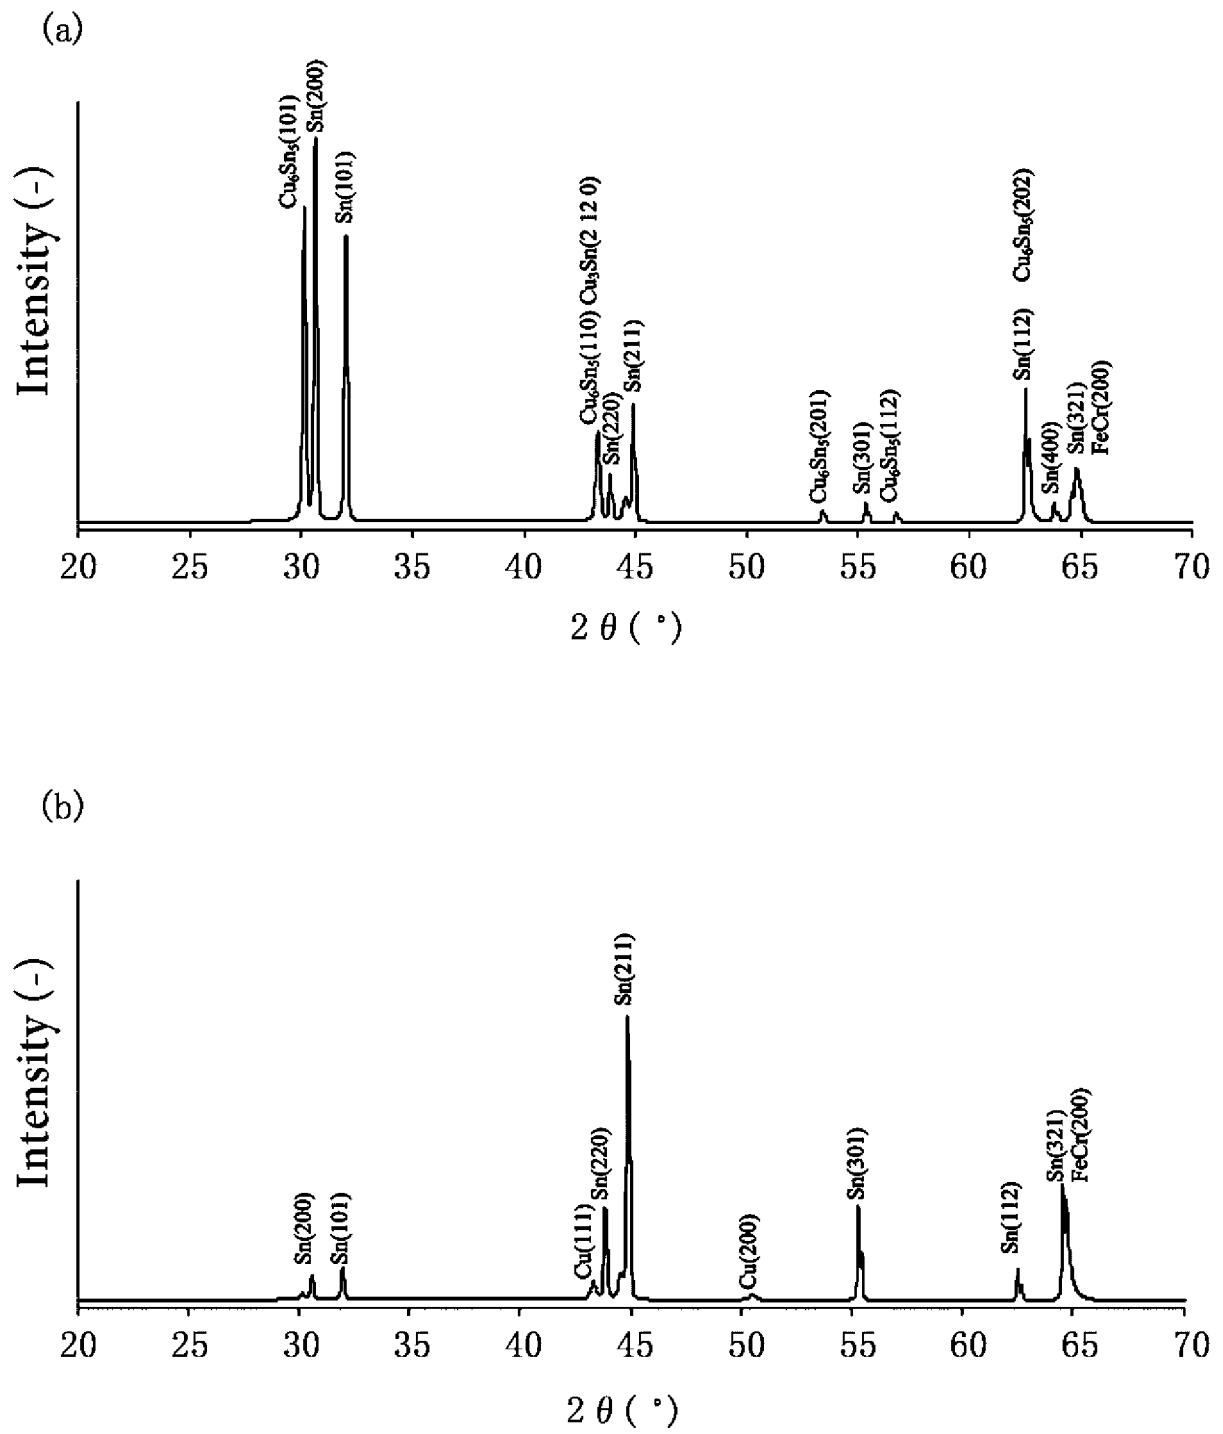 (a)
Intensity (-)
Cu₆Sn₅(101)
Sn(200)
Sn(101)
Cu₆Sn₅(110) Cu₃Sn(2 12 0)
Sn(220)
Sn(211)
Cu₆Sn₅(201)
Sn(301)
Cu₆Sn₅(112)
Sn(112) Cu₆Sn₅(202)
Sn(400)
Sn(321)
FeCr(200)
20 25 30 35 40 45 50 55 60 65 70
2 θ ( °)
(b)
Intensity (-)
Sn(200)
Sn(101)
Cu(111)
Sn(220)
Sn(211)
Cu(200)
Sn(301)
Sn(112)
Sn(321)
FeCr(200)
20 25 30 35 40 45 50 55 60 65 70
2 θ ( °)